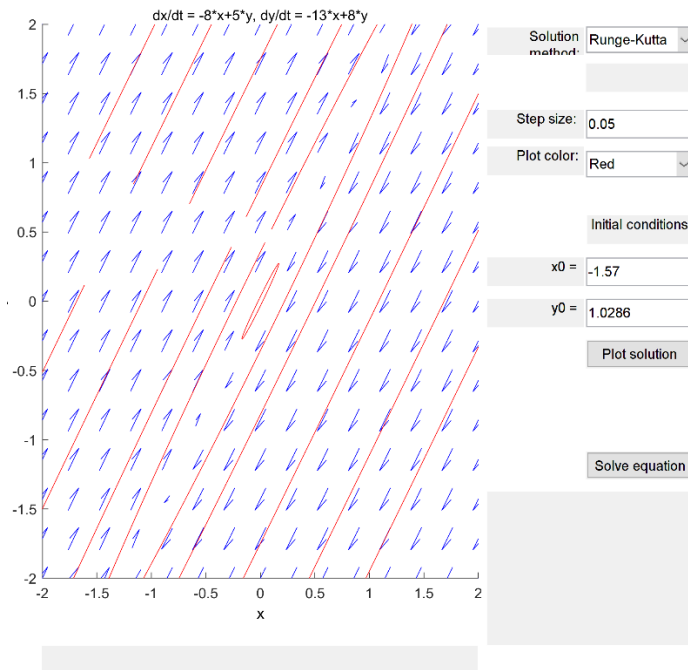 dx/dt = -8*x+5*y, dy/dt = -13*x+8*y
2
1.5
1
0.5
0
-0.5
-1
-1.5
-2
-2
-1.5
-1
-0.5
0
0.5
1
1.5
2
x
Solution
method:
Runge-Kutta
Step size:
0.05
Plot color:
Red
Initial conditions
x0 =
-1.57
y0 =
1.0286
Plot solution
Solve equation